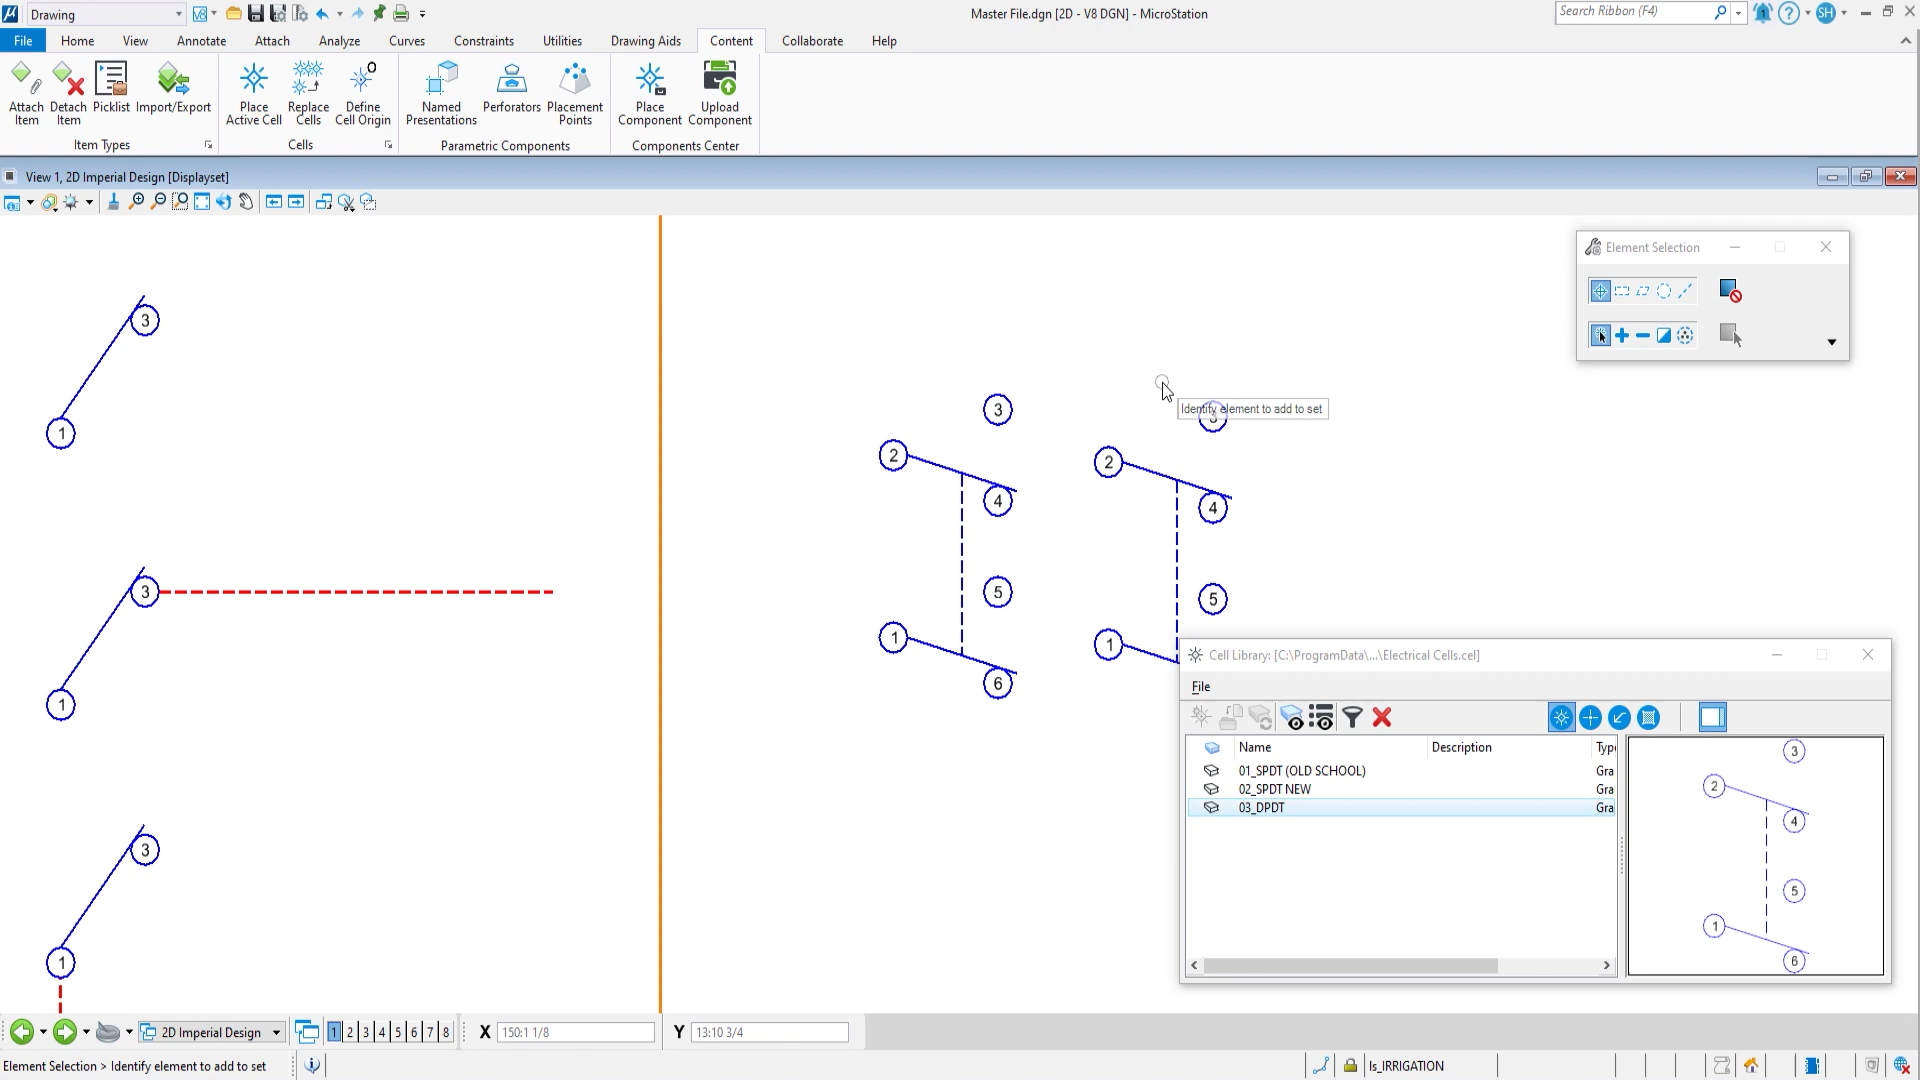 Drawing
Master File.dgn [2D - V8 DGN] - MicroStation
Search Ribbon (F4)
SH
File Home View Annotate Attach Analyze Curves Constraints Utilities Drawing Aids Content Collaborate Help
Attach Item
Detach Item
Picklist
Import/Export
Place Active Cell
Replace Cells
Define Cell Origin
Named Presentations
Perforators
Placement Points
Place Component
Upload Component
Item Types
Cells
Parametric Components
Components Center
View 1, 2D Imperial Design [Displayset]
Element Selection
3
1
3
1
3
1
3
2
4
5
1
6
Identify element to add to set
3
2
4
5
1
Cell Library: [C:\ProgramData\...\Electrical Cells.cel]
File
Name Description Typ
01_SPDT (OLD SCHOOL) Gra
02_SPDT NEW Gra
03_DPDT Gra
3
2
4
5
1
6
2D Imperial Design
1 2 3 4 5 6 7 8
X 150:1 1/8
Y 13:10 3/4
Element Selection > Identify element to add to set
ls_IRRIGATION